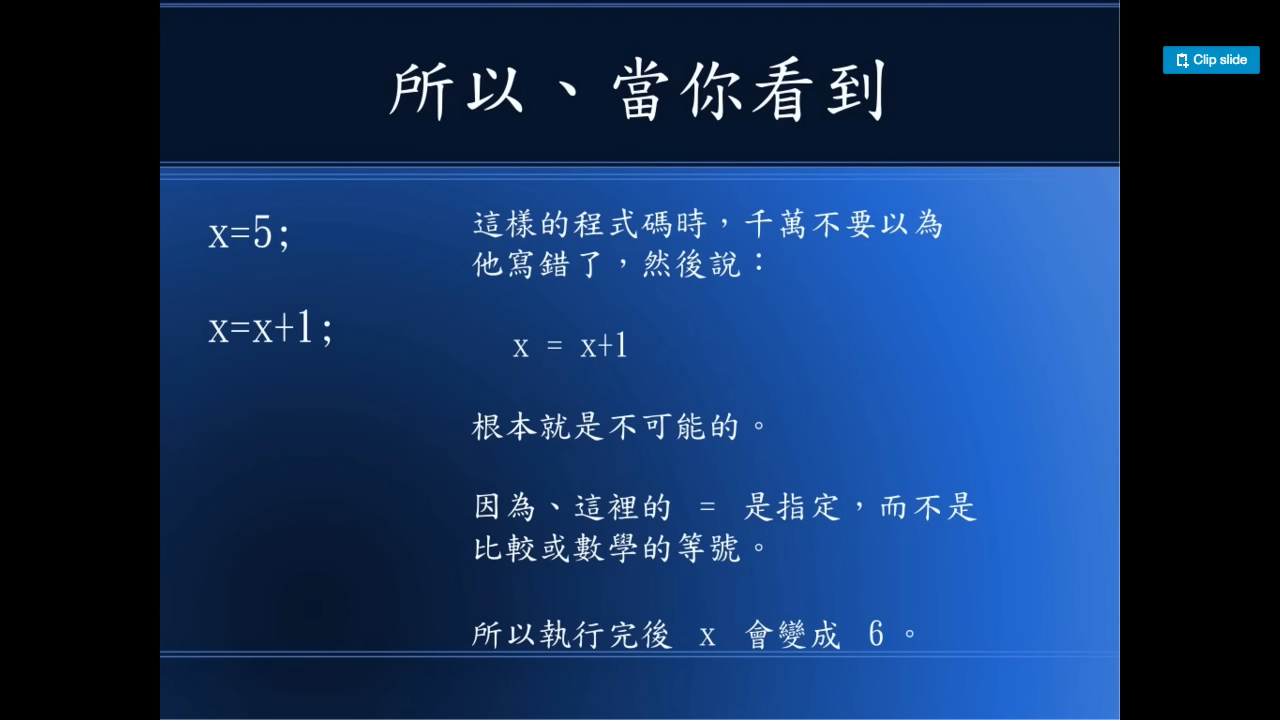 所以、當你看到
Clip slide
x=5;
x=x+1;
這樣的程式碼時，千萬不要以為
他寫錯了，然後說：
x = x+1
根本就是不可能的。
因為、這裡的 = 是指定，而不是
比較或數學的等號。
所以執行完後 x 會變成 6。